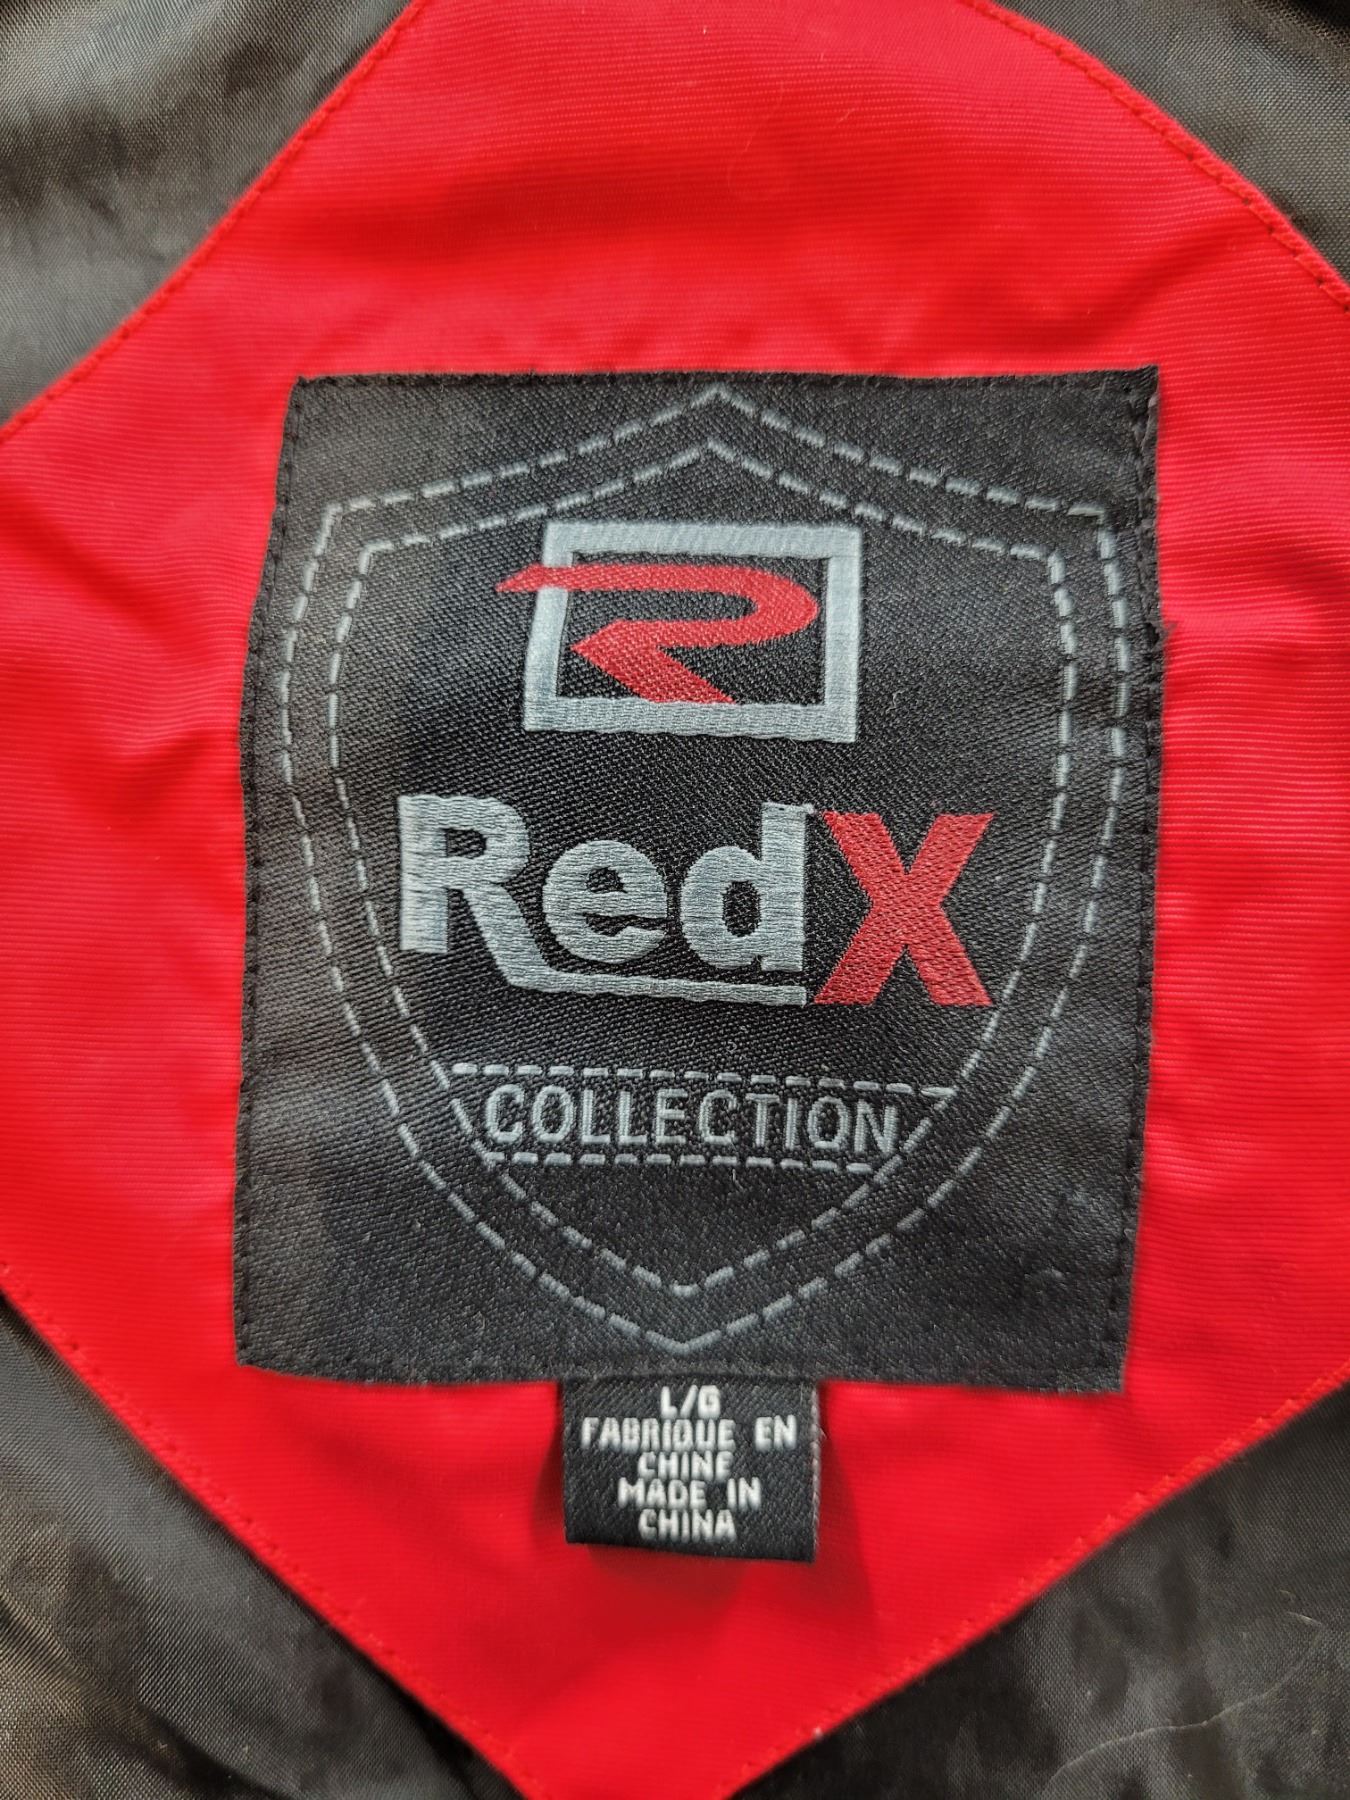 R
RedX
COLLECTION
L/G
FABRIQUE EN
CHINE
MADE IN
CHINA